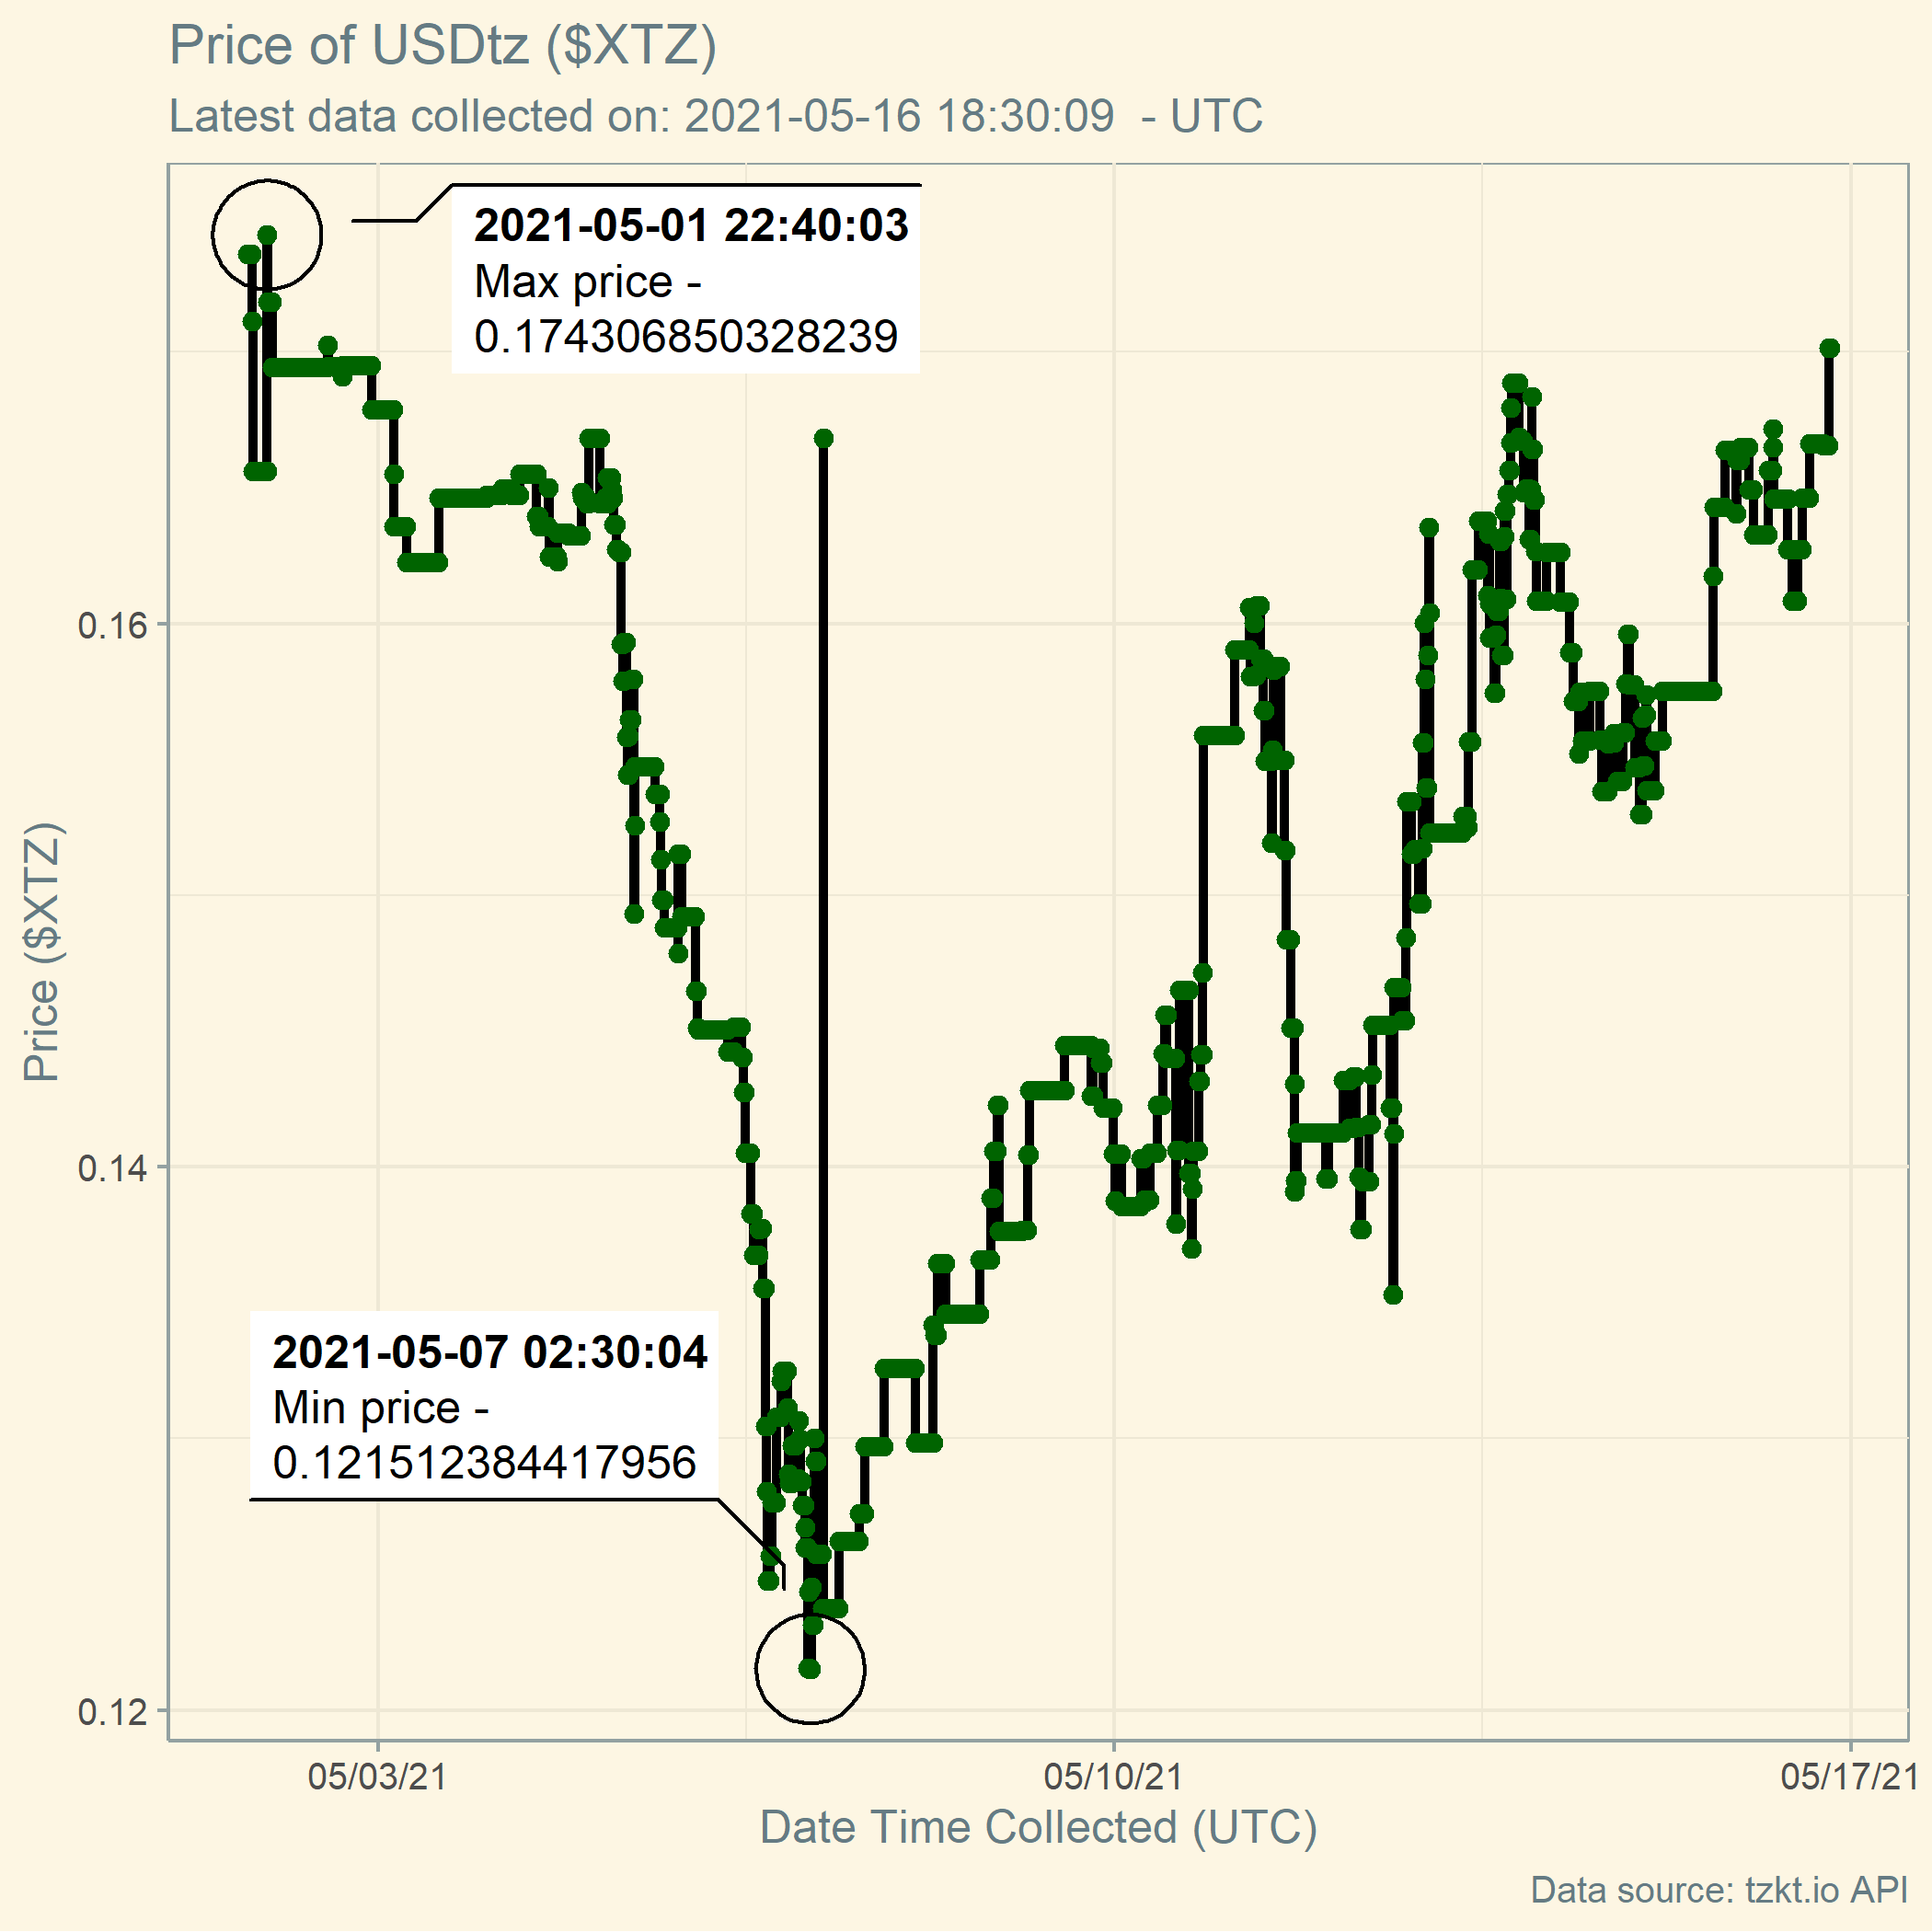 Price of USDtz ($XTZ)
Latest data collected on: 2021-05-16 18:30:09  - UTC
2021-05-01 22:40:03
Max price -
0.174306850328239
0.16
Price ($XTZ)
0.14
2021-05-07 02:30:04
Min price -
0.121512384417956
0.12
05/03/21
05/10/21
05/17/21
Date Time Collected (UTC)
Data source: tzkt.io API